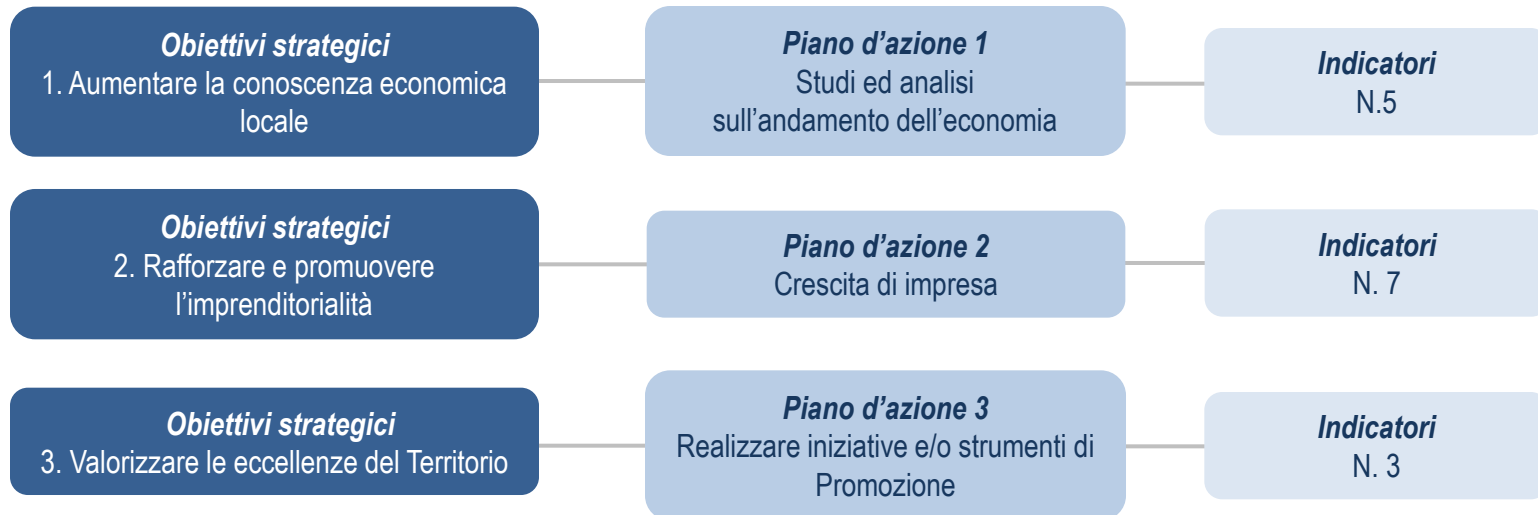 Obiettivi strategici
1. Aumentare la conoscenza economica
locale
Piano d’azione 1
Studi ed analisi
sull’andamento dell’economia
Indicatori
N.5
Obiettivi strategici
2. Rafforzare e promuovere
l’imprenditorialità
Piano d’azione 2
Crescita di impresa
Indicatori
N. 7
Obiettivi strategici
3. Valorizzare le eccellenze del Territorio
Piano d’azione 3
Realizzare iniziative e/o strumenti di
Promozione
Indicatori
N. 3